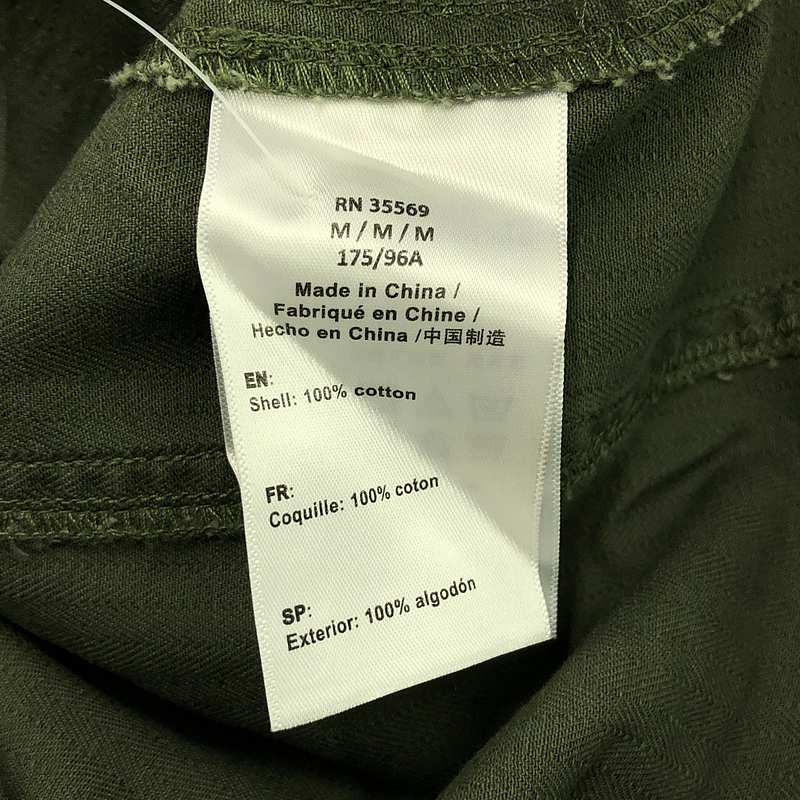 RN 35569
M / M / M
175/96A
Made in China /
Fabriqué en Chine /
Hecho en China /中国制造
EN:
Shell: 100% cotton
FR:
Coquille: 100% coton
SP:
Exterior: 100% algodón